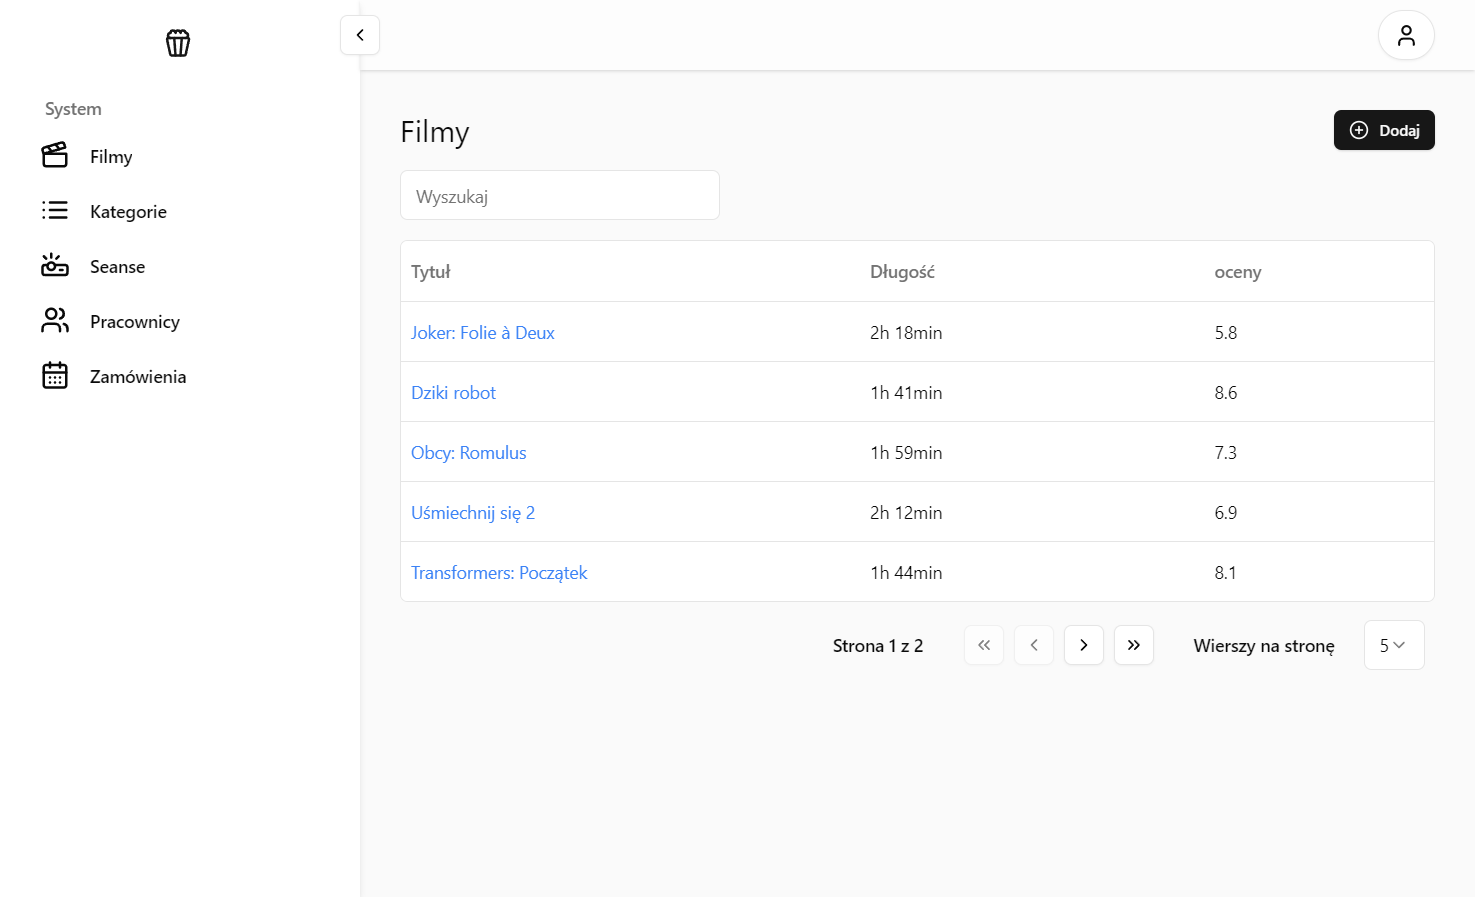 System
Filmy
Kategorie
Seanse
Pracownicy
Zamówienia
Filmy
Dodaj
Wyszukaj
Tytuł Długość oceny
Joker: Folie à Deux 2h 18min 5.8
Dziki robot 1h 41min 8.6
Obcy: Romulus 1h 59min 7.3
Uśmiechnij się 2 2h 12min 6.9
Transformers: Początek 1h 44min 8.1
Strona 1 z 2 Wierszy na stronę 5